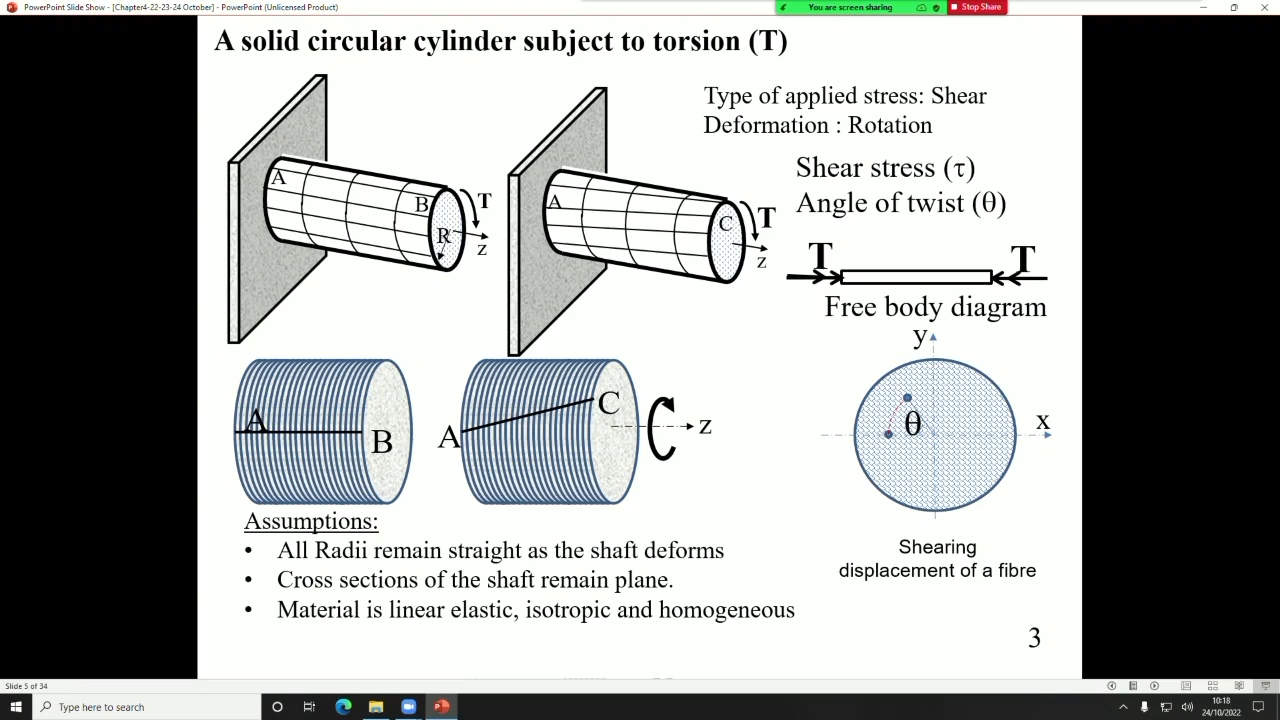 PowerPoint Slide Show - [Chapter4-22-23-24 October] - PowerPoint (Unlicensed Product)
You are screen sharing
Stop Share
A solid circular cylinder subject to torsion (T)
Type of applied stress: Shear
Deformation : Rotation
Shear stress (τ)
Angle of twist (θ)
A
B
R
T
z
A
C
T
z
T
T
Free body diagram
A
B
A
C
z
y
x
θ
Shearing
displacement of a fibre
Assumptions:
• All Radii remain straight as the shaft deforms
• Cross sections of the shaft remain plane.
• Material is linear elastic, isotropic and homogeneous
3
Slide 5 of 34
Type here to search
10:18
24/10/2022